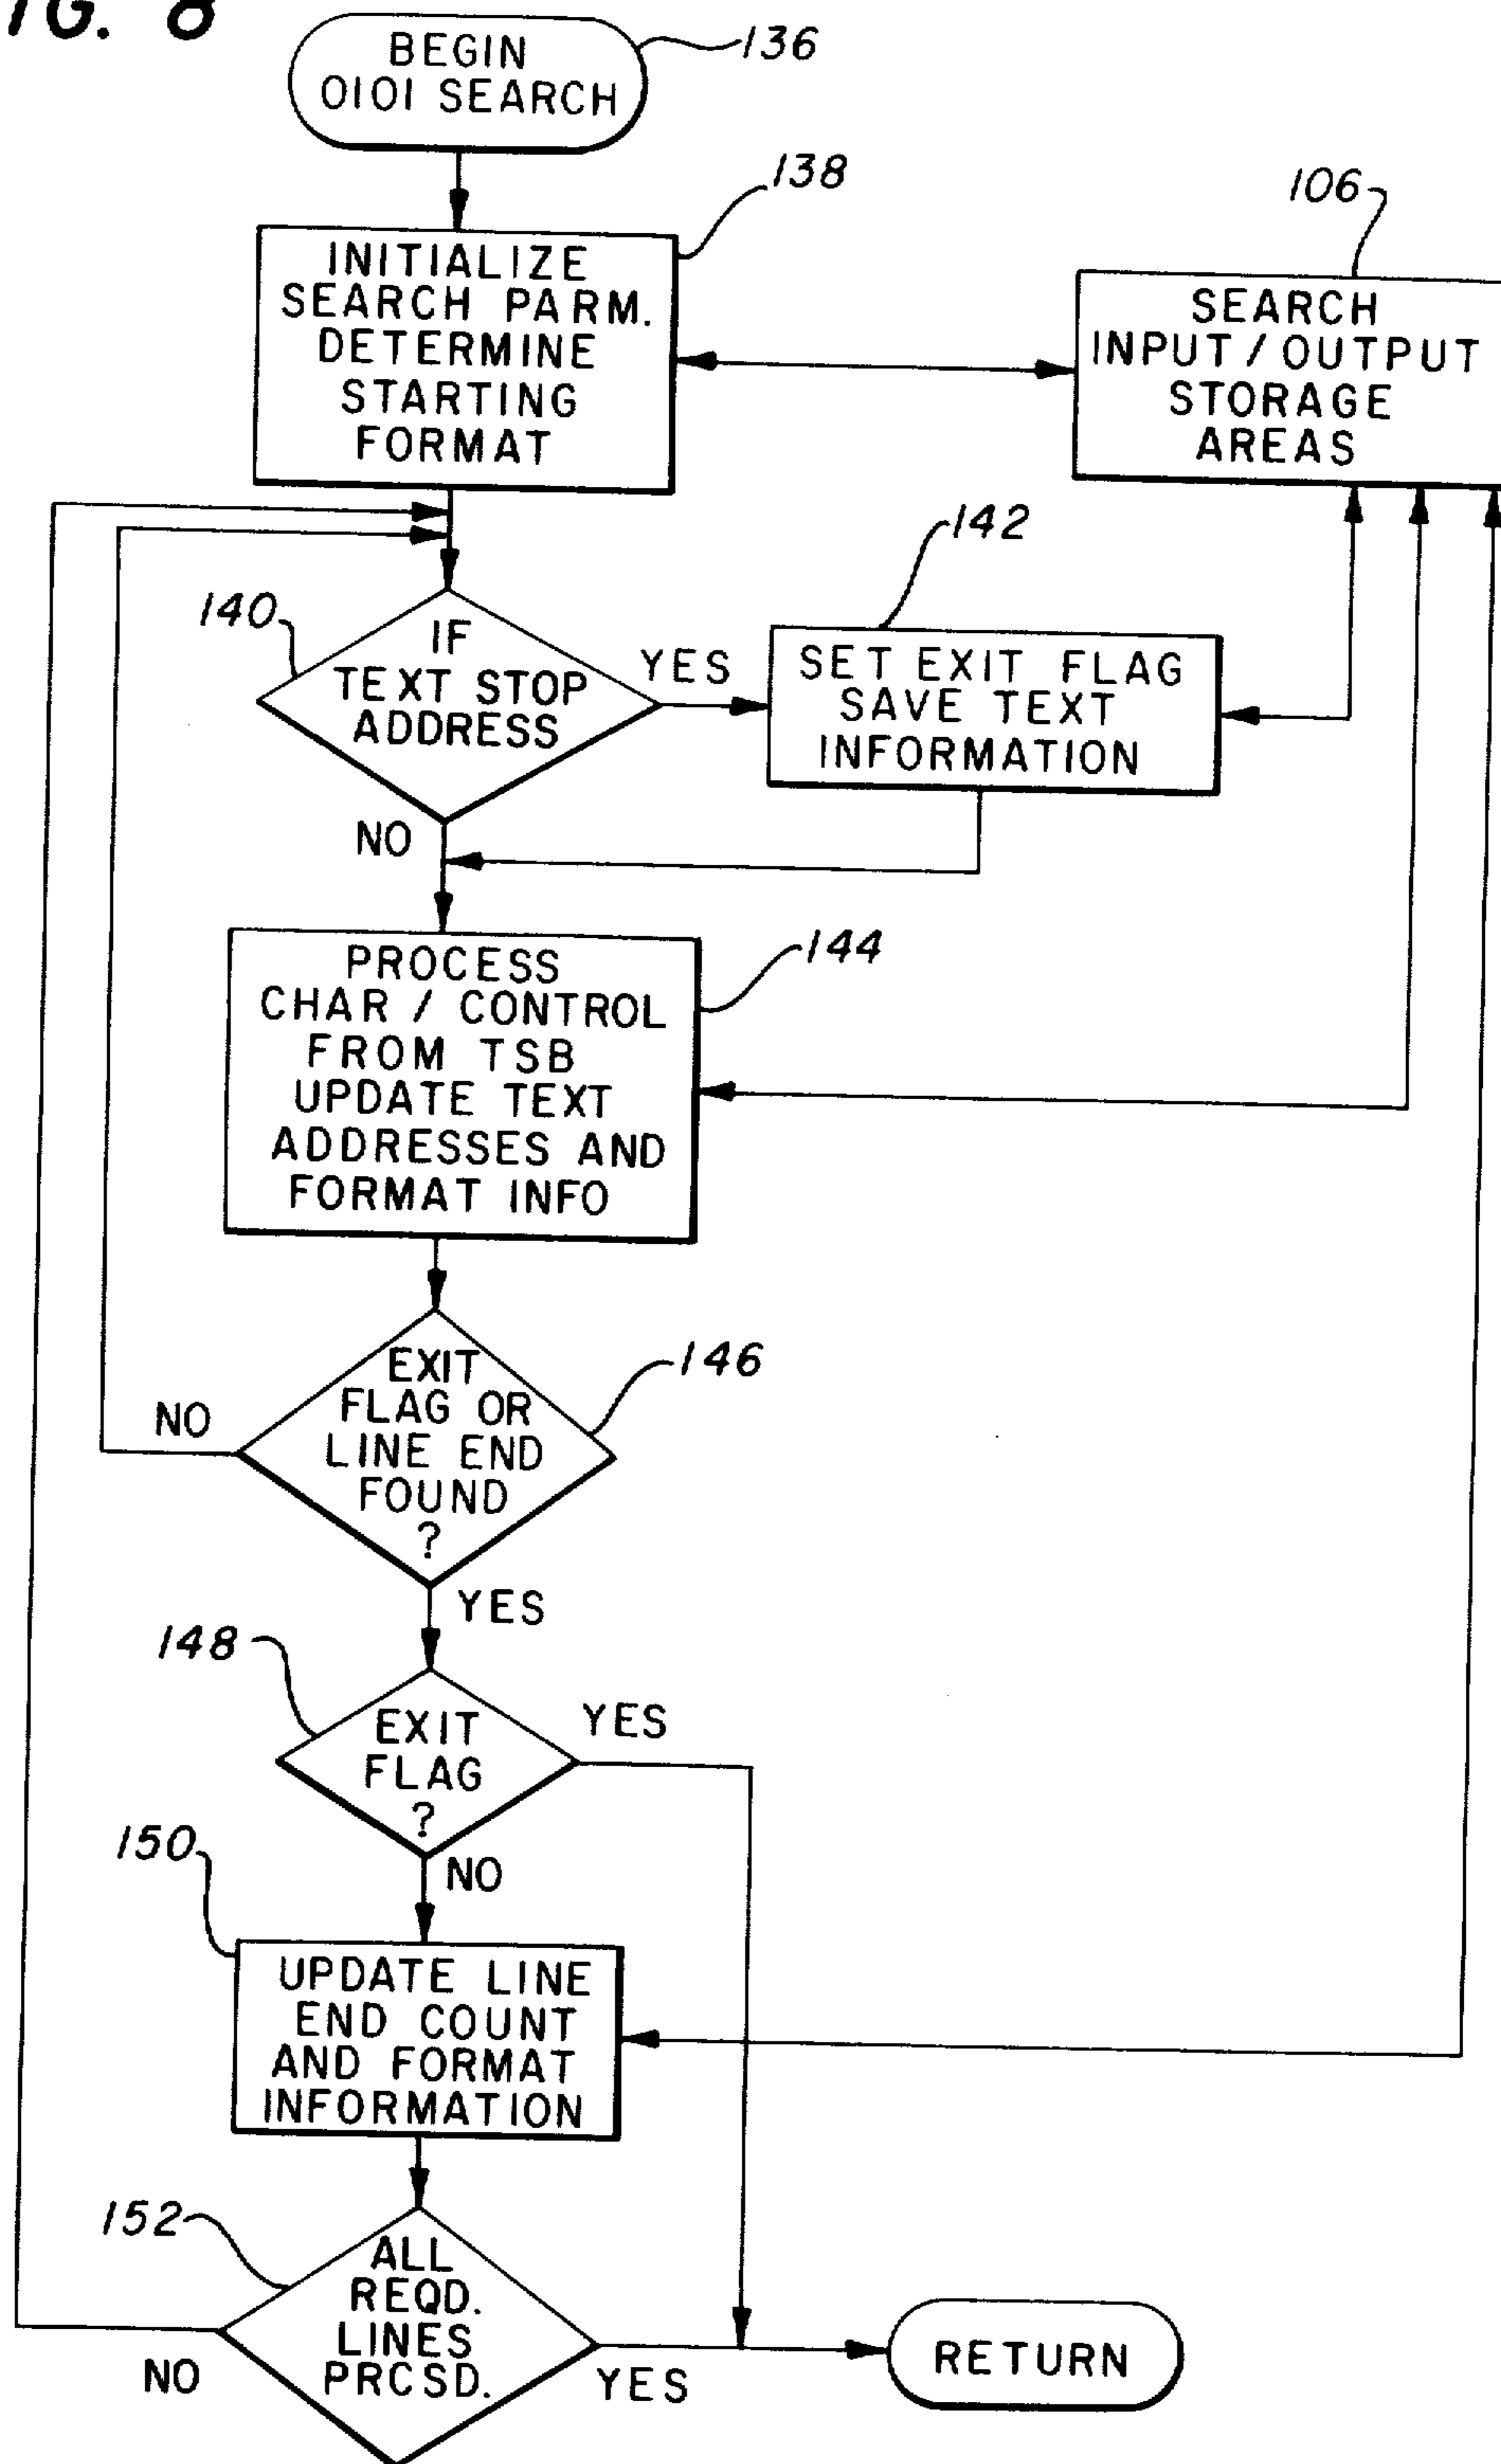 IG. 8
BEGIN
0101 SEARCH
136
INITIALIZE
SEARCH PARM.
DETERMINE
STARTING
FORMAT
138
SEARCH
INPUT / OUTPUT
STORAGE
AREAS
106
IF
TEXT STOP
ADDRESS
140
YES
NO
SET EXIT FLAG
SAVE TEXT
INFORMATION
142
PROCESS
CHAR / CONTROL
FROM TSB
UPDATE TEXT
ADDRESSES AND
FORMAT INFO
144
EXIT
FLAG OR
LINE END
FOUND
?
146
NO
YES
EXIT
FLAG
?
148
YES
NO
UPDATE LINE
END COUNT
AND FORMAT
INFORMATION
150
ALL
REQD.
LINES
PRCSD.
152
NO
YES
RETURN